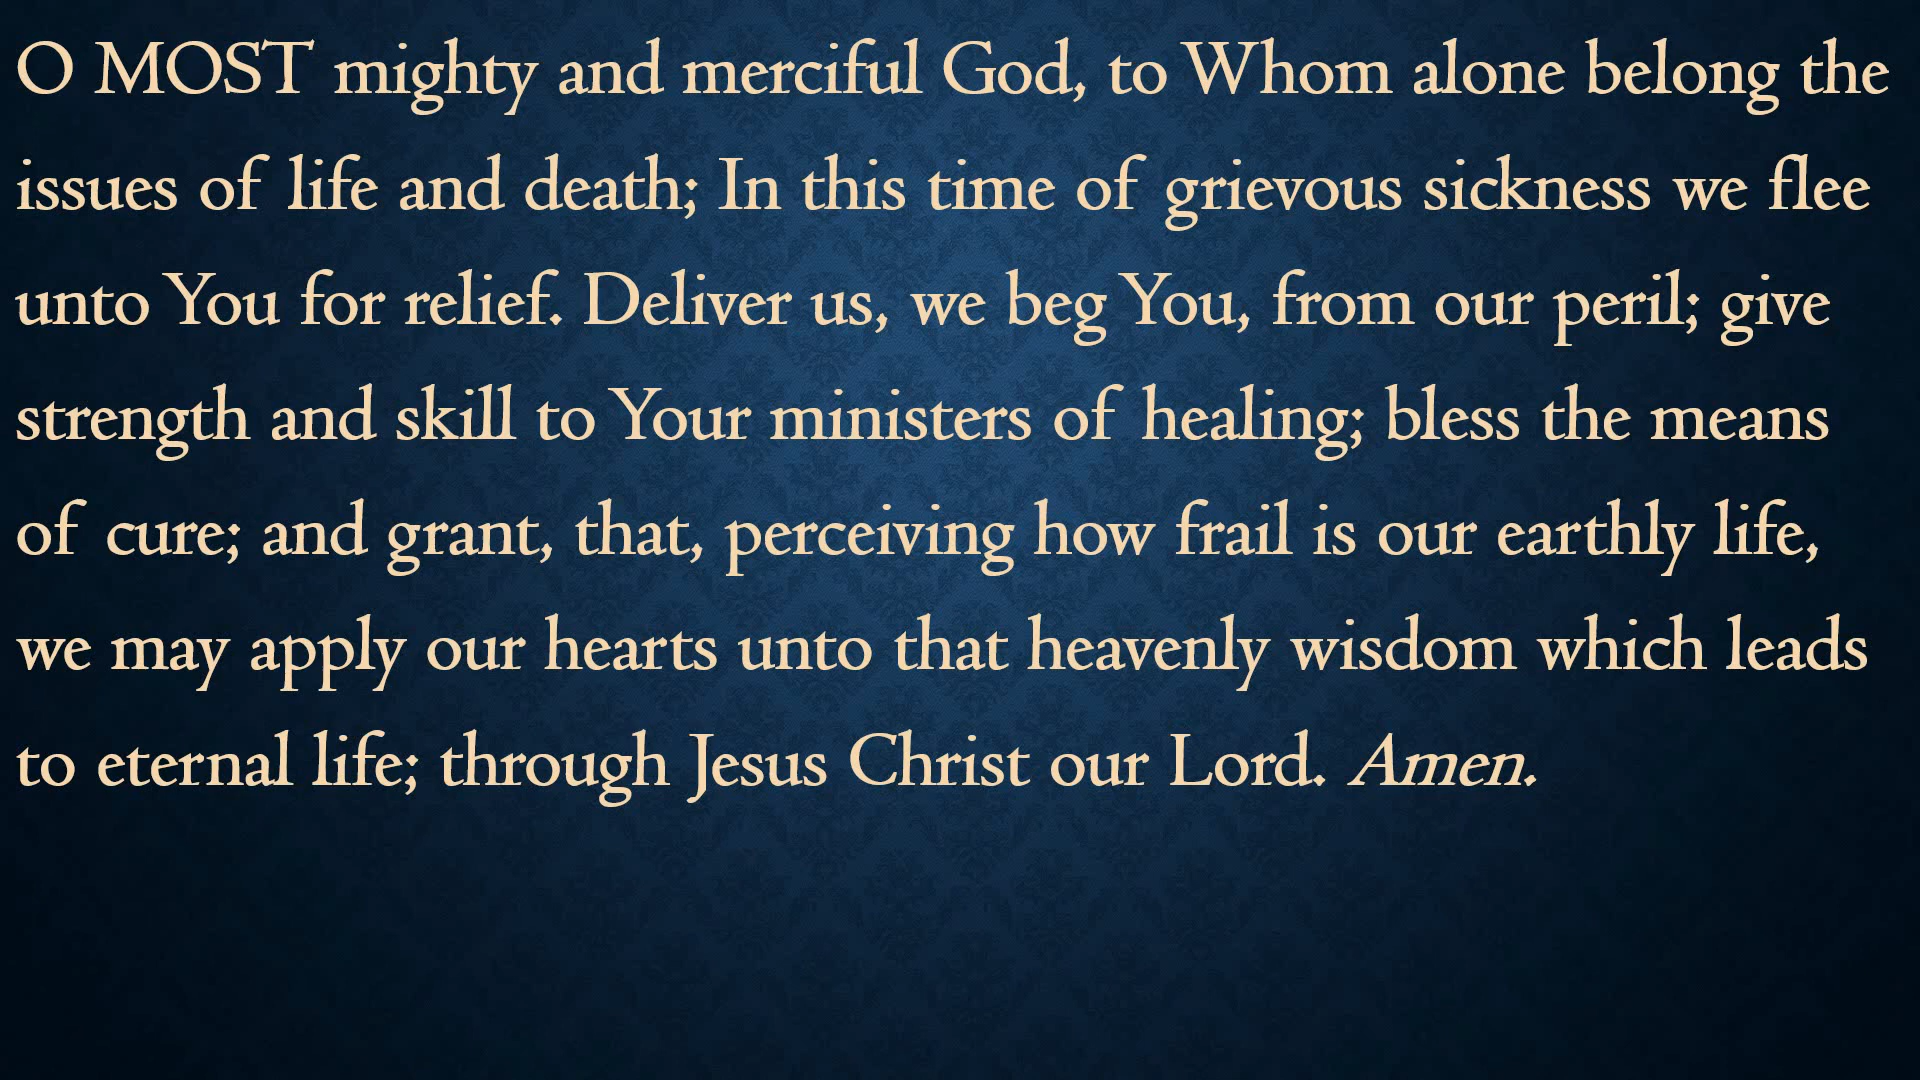 O MOST mighty and merciful God, to Whom alone belong the
issues of life and death; In this time of grievous sickness we flee
unto You for relief. Deliver us, we beg You, from our peril; give
strength and skill to Your ministers of healing; bless the means
of cure; and grant, that, perceiving how frail is our earthly life,
we may apply our hearts unto that heavenly wisdom which leads
to eternal life; through Jesus Christ our Lord. Amen.